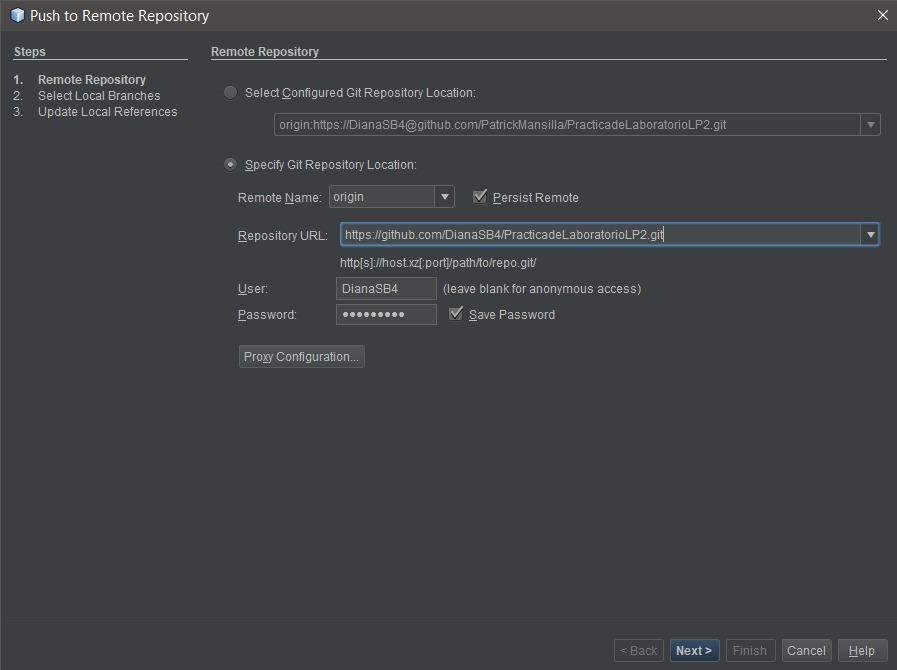 Push to Remote Repository
Steps
1. Remote Repository
2. Select Local Branches
3. Update Local References
Remote Repository
Select Configured Git Repository Location:
origin:https://DianaSB4@github.com/PatrickMansilla/PracticadeLaboratorioLP2.git
Specify Git Repository Location:
Remote Name: origin Persist Remote
Repository URL: https://github.com/DianaSB4/PracticadeLaboratorioLP2.git
http[s]://host.xz[:port]/path/to/repo.git/
User: DianaSB4 (leave blank for anonymous access)
Password: ●●●●●●●●● Save Password
Proxy Configuration...
< Back Next > Finish Cancel Help